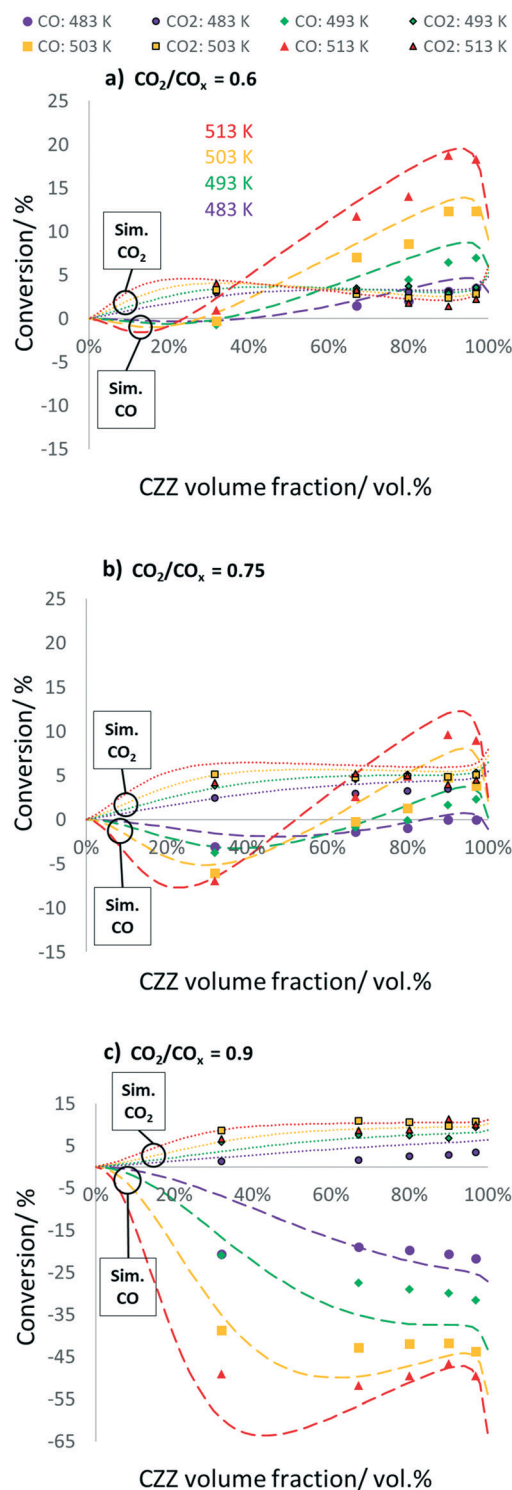 CO: 483 K CO2: 483 K CO: 493 K CO2: 493 K
CO: 503 K CO2: 503 K CO: 513 K CO2: 513 K
a) CO₂/COₓ = 0.6
25
20
15
10
5
0
-5
-10
-15
Conversion/ %
513 K
503 K
493 K
483 K
Sim.
CO₂
Sim.
CO
0% 20% 40% 60% 80% 100%
CZZ volume fraction/ vol.%
b) CO₂/COₓ = 0.75
25
20
15
10
5
0
-5
-10
-15
Conversion/ %
Sim.
CO₂
Sim.
CO
0% 20% 40% 60% 80% 100%
CZZ volume fraction/ vol.%
c) CO₂/COₓ = 0.9
15
5
-5
-15
-25
-35
-45
-55
-65
Conversion/ %
Sim.
CO₂
Sim.
CO
0% 20% 40% 60% 80% 100%
CZZ volume fraction/ vol.%